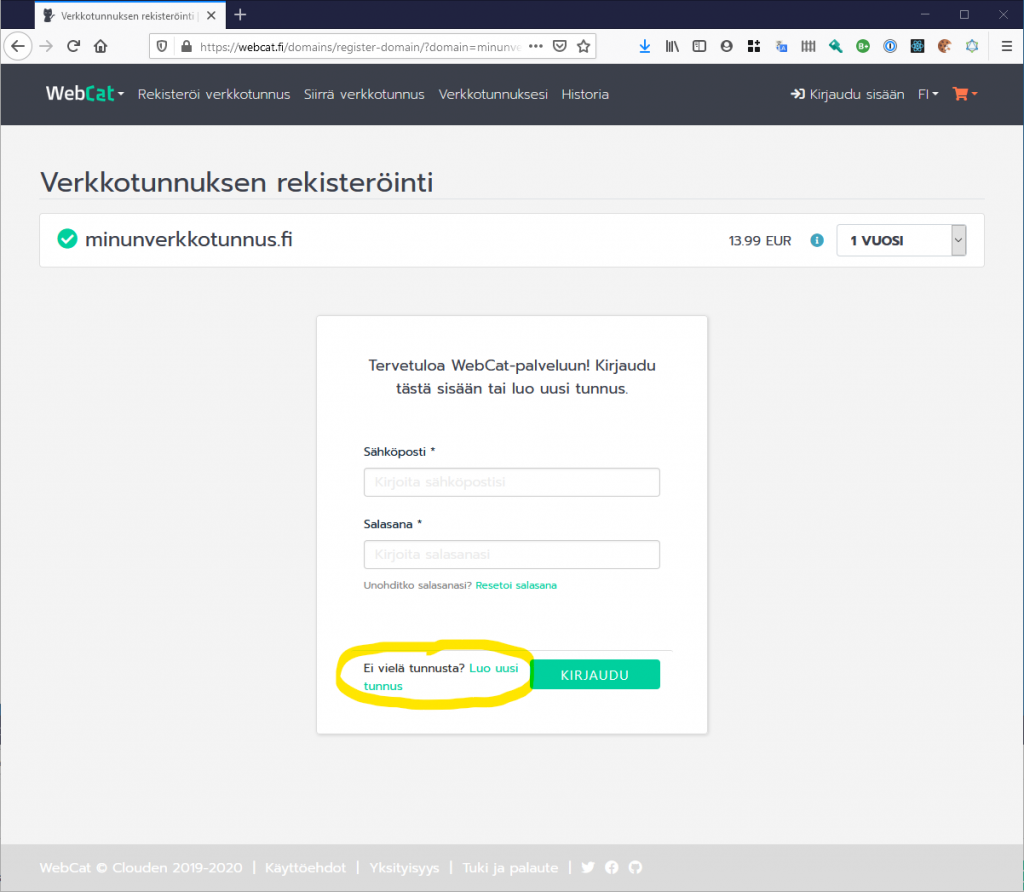 Verkkotunnuksen rekisteröinti |
https://webcat.fi/domains/register-domain/?domain=minunve
WebCat Rekisteröi verkkotunnus Siirrä verkkotunnus Verkkotunnuksesi Historia Kirjaudu sisään FI
Verkkotunnuksen rekisteröinti
minunverkkotunnus.fi 13.99 EUR 1 VUOSI
Tervetuloa WebCat-palveluun! Kirjaudu
tästä sisään tai luo uusi tunnus.
Sähköposti *
Kirjoita sähköpostisi
Salasana *
Kirjoita salasanasi
Unohditko salasanasi? Resetoi salasana
Ei vielä tunnusta? Luo uusi
tunnus
KIRJAUDU
WebCat © Clouden 2019-2020 | Käyttöehdot | Yksityisyys | Tuki ja palaute |